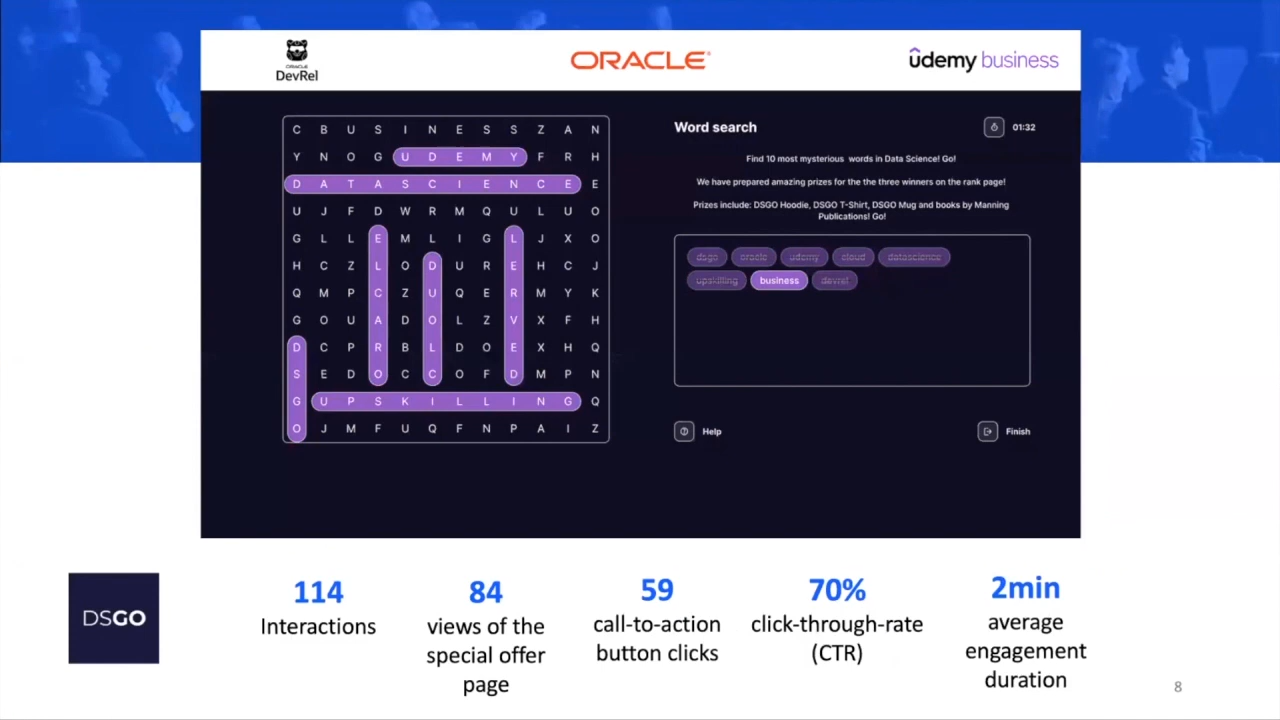 ORACLE
DevRel
ORACLE
ûdemy business
C B U S I N E S S Z A N
Y N O G U D E M Y F R H
D A T A S C I E N C E E
U J F D W R M Q U L U O
G L L E M L I G L J X O
H C Z L O D U R E H C J
Q M P C Z U Q E R M Y K
G O U A D O L Z V X F H
D C P R B L D O E X H Q
S E D O C C O F D M P N
G U P S K I L L I N G Q
O J M F U Q F N P A I Z
Word search
01:32
Find 10 most mysterious words in Data Science! Go!
We have prepared amazing prizes for the the three winners on the rank page!
Prizes include: DSGO Hoodie, DSGO T-Shirt, DSGO Mug and books by Manning
Publications! Go!
dsgo oracle udemy cloud datascience
upskilling business devrel
Help
Finish
DSGO
114
Interactions
84
views of the
special offer
page
59
call-to-action
button clicks
70%
click-through-rate
(CTR)
2min
average
engagement
duration
8